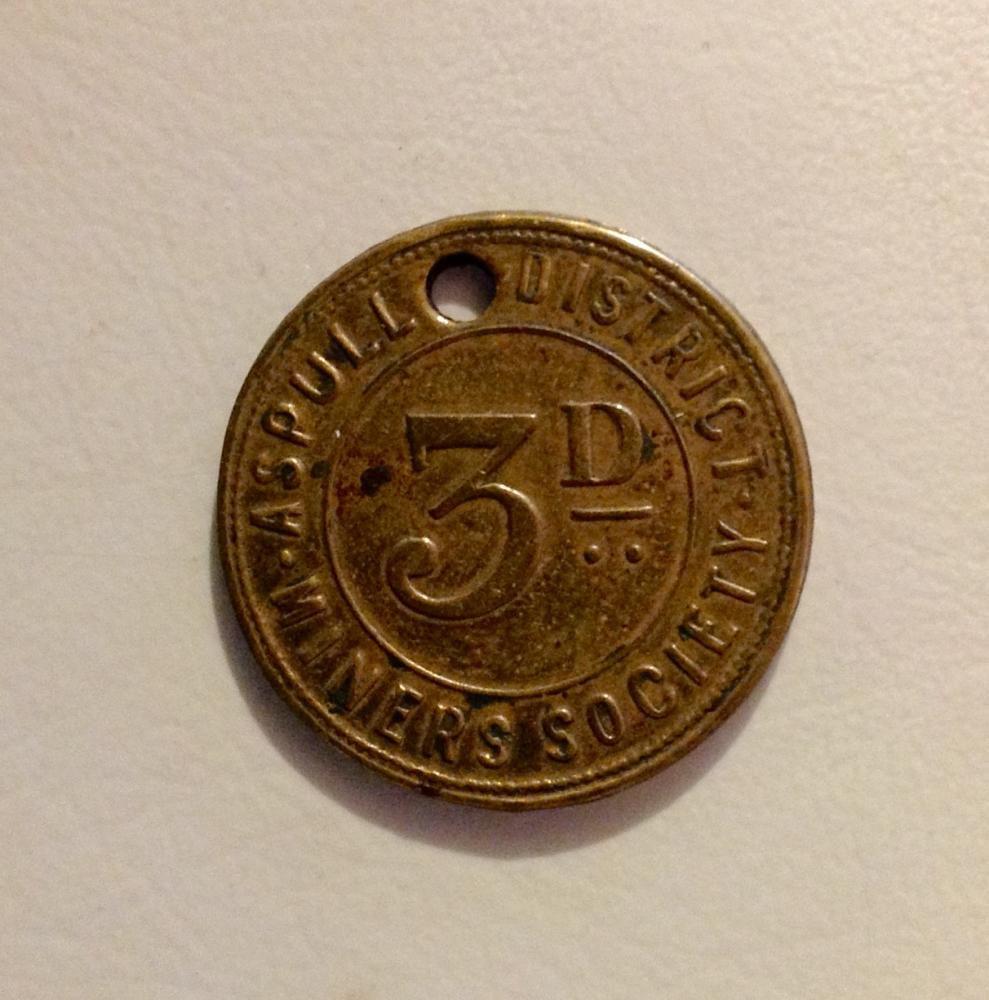 ASPULL DISTRICT
· MINERS SOCIETY ·
3D